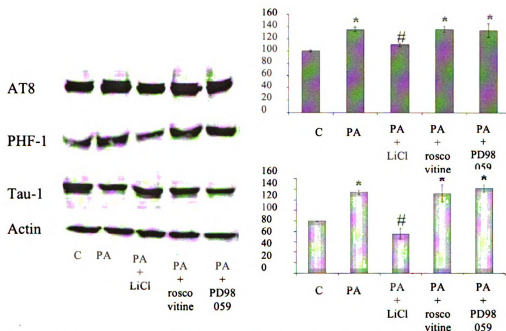 AT8
PHF-1
Tau-1
Actin
C PA PA PA PA
+ + +
LiCl rosco PD98
vitine 059
160
140
120
100
80
60
40
20
0
* # * *
C PA PA PA PA
+ + +
LiCl rosco PD98
vitine 059
160
140
120
100
80
60
40
20
0
* # * *
C PA PA PA PA
+ + +
LiCl rosco PD98
vitine 059